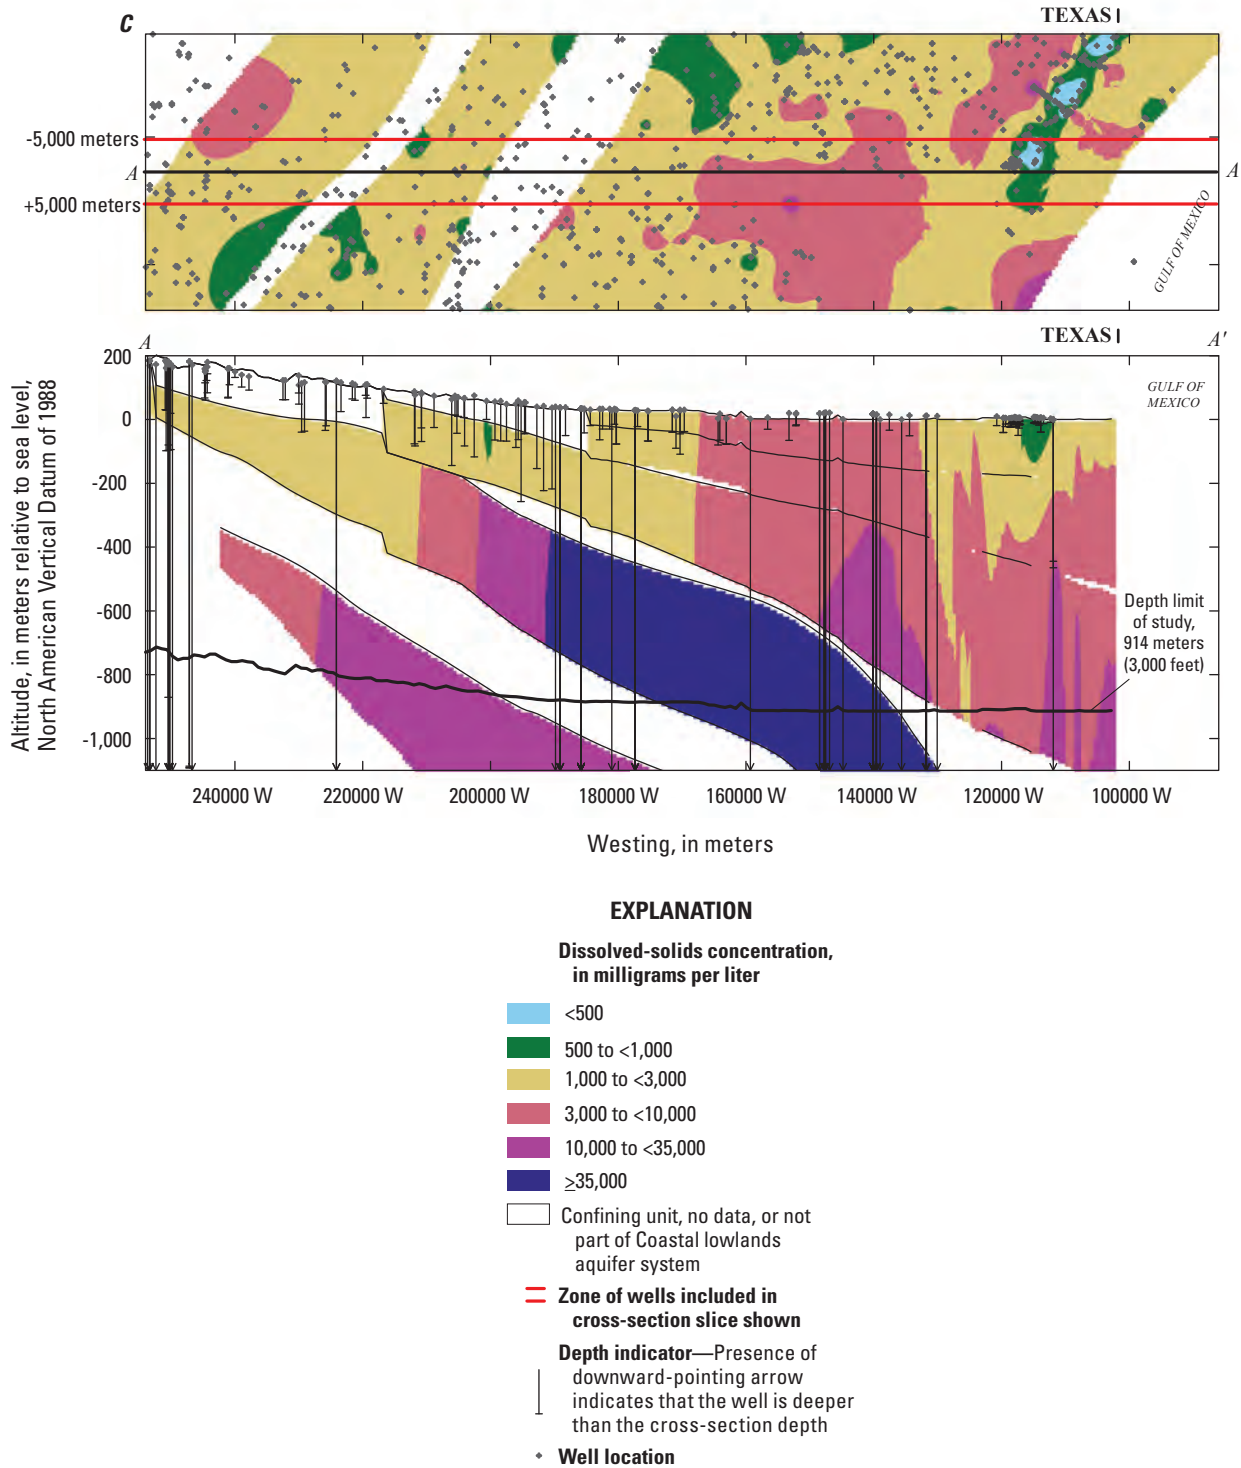 C
TEXAS
-5,000 meters
A
A
+5,000 meters
GULF OF MEXICO
A
TEXAS
A'
200
0
-200
-400
-600
-800
-1,000
Altitude, in meters relative to sea level,
North American Vertical Datum of 1988
GULF OF
MEXICO
Depth limit
of study,
914 meters
(3,000 feet)
240000 W
220000 W
200000 W
180000 W
160000 W
140000 W
120000 W
100000 W
Westing, in meters
EXPLANATION
Dissolved-solids concentration,
in milligrams per liter
<500
500 to <1,000
1,000 to <3,000
3,000 to <10,000
10,000 to <35,000
≥35,000
Confining unit, no data, or not
part of Coastal lowlands
aquifer system
Zone of wells included in
cross-section slice shown
Depth indicator—Presence of
downward-pointing arrow
indicates that the well is deeper
than the cross-section depth
Well location